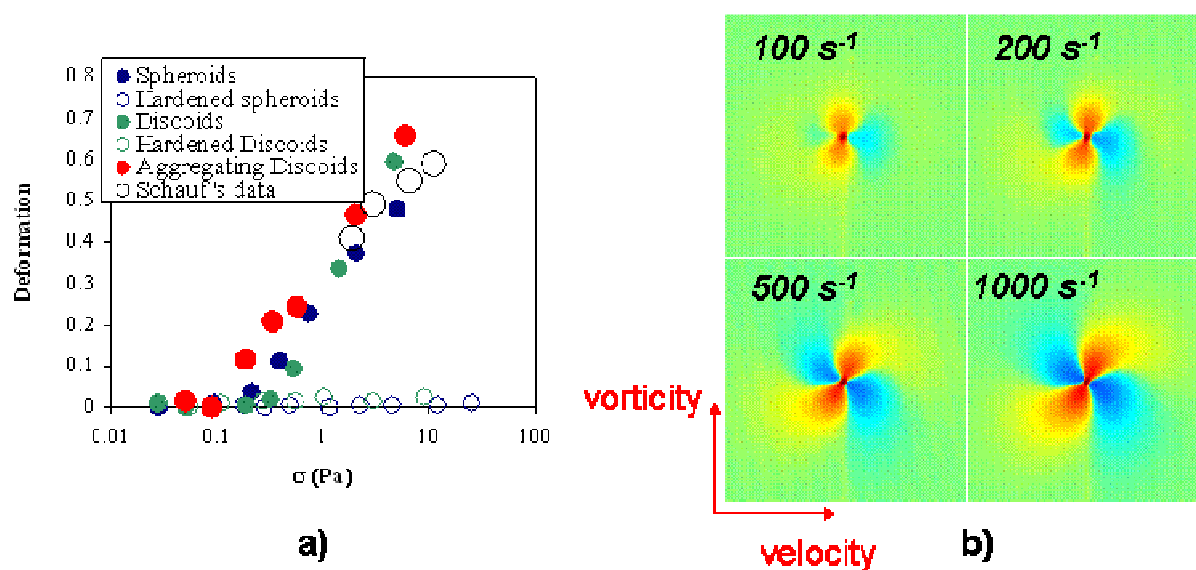 100 s-1
200 s-1
0.8
Spheroids
Hardened spheroids
Discoids
Hardened Discoids
Aggregating Discoids
Schauf's data
0.7
0.6
0.5
0.4
0.3
0.2
0.1
0
Deformation
0.01
0.1
1
10
100
σ (Pa)
500 s-1
1000 s-1
vorticity
velocity
a)
b)